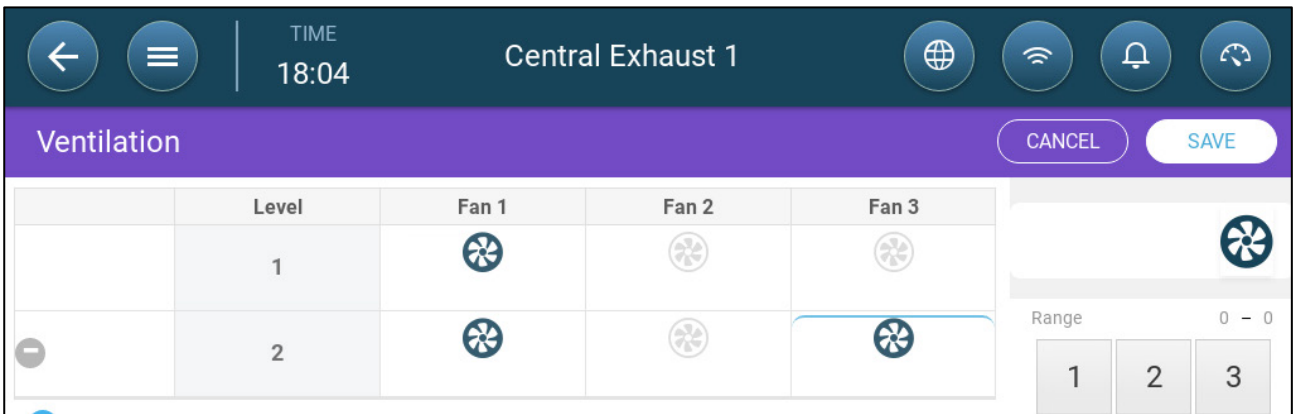 TIME
18:04
Central Exhaust 1
Ventilation
CANCEL
SAVE
Level Fan 1 Fan 2 Fan 3
1
2
Range 0 – 0
1 2 3